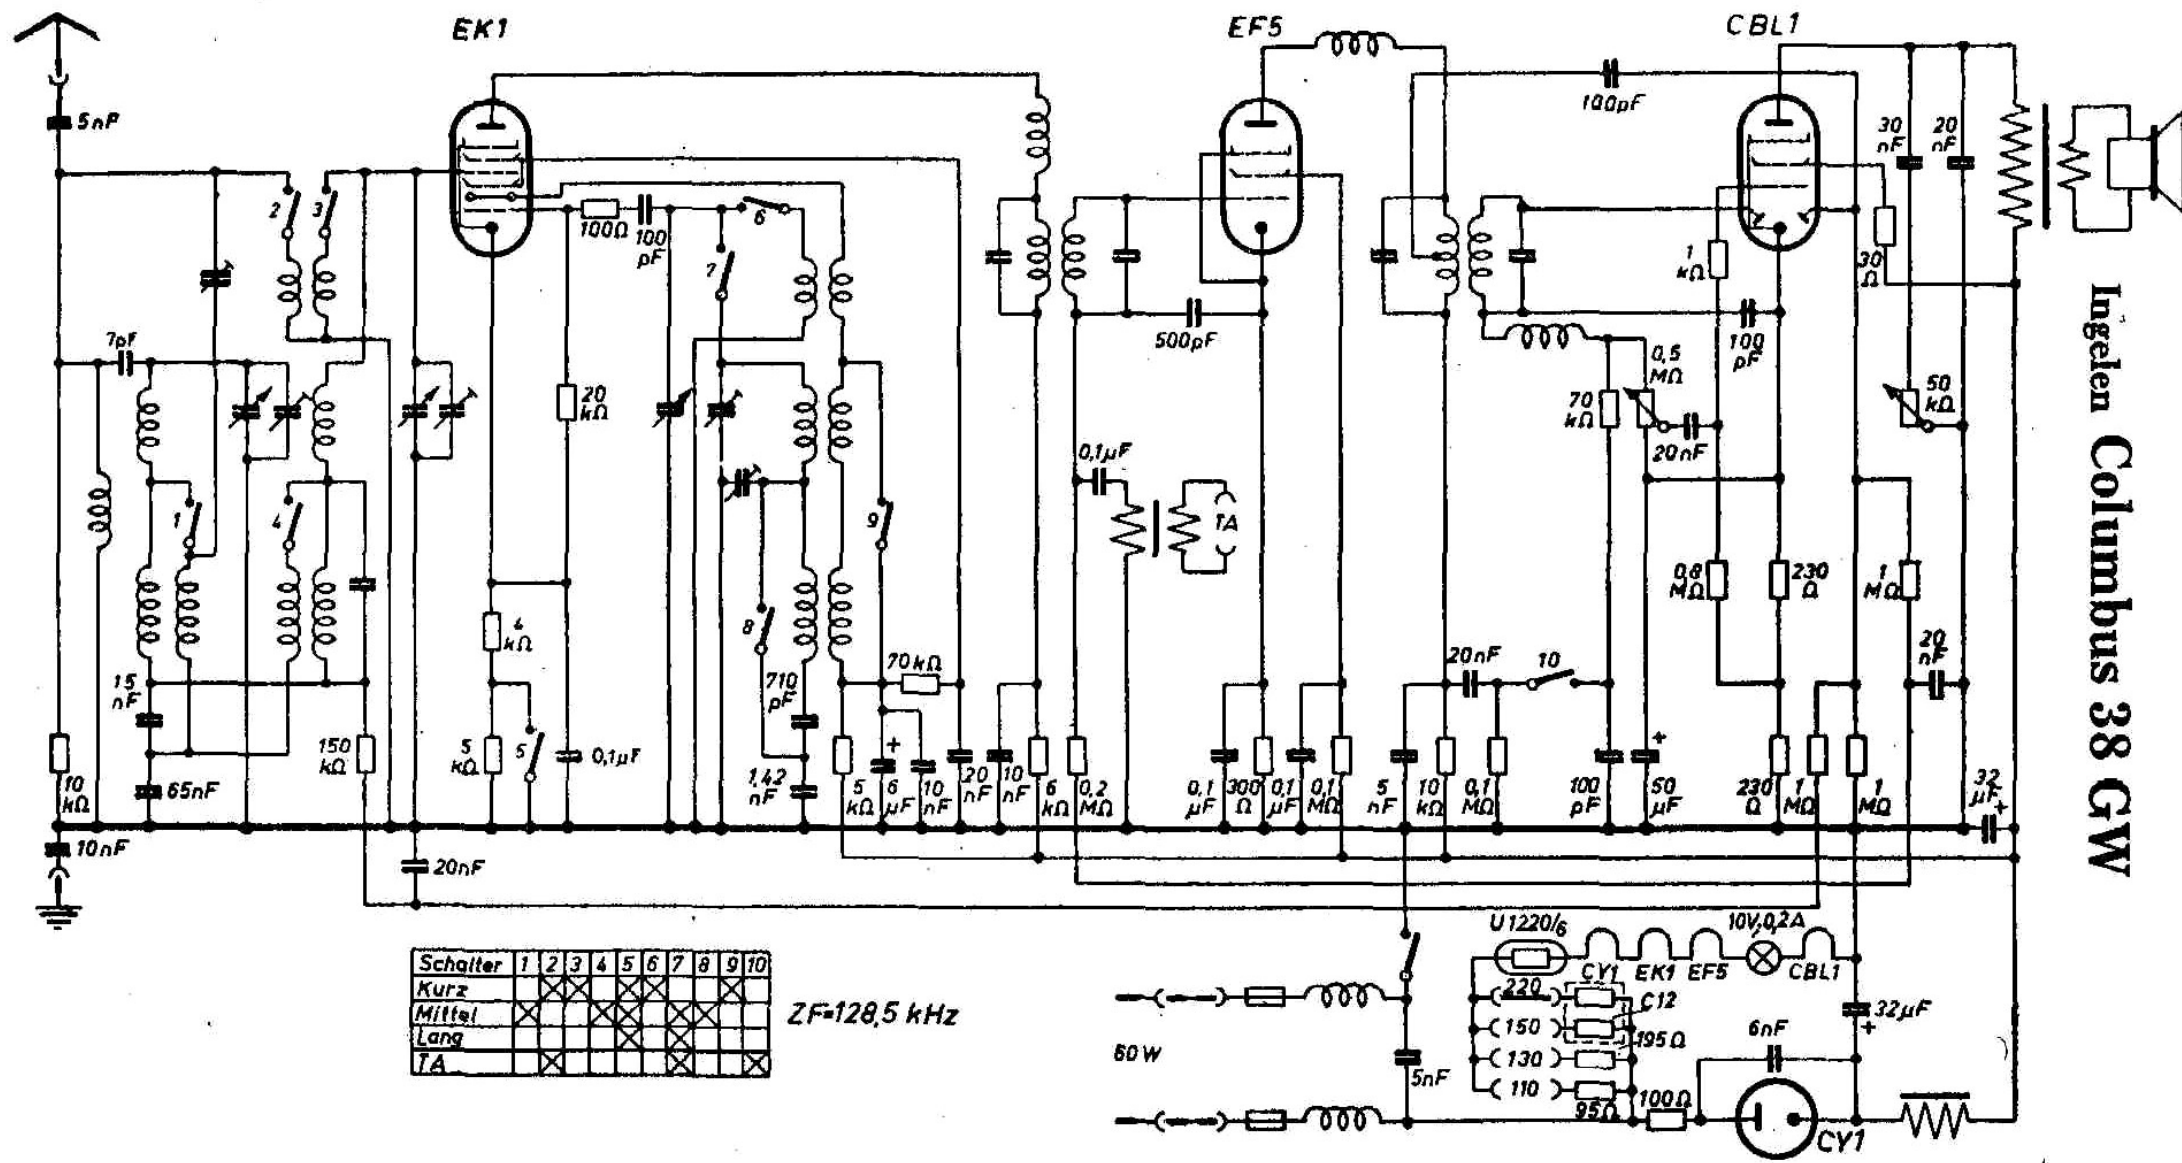 EK1
EF5
CBL1
5nF
100pF
30 nF
20 nF
2
3
100Ω
100 pF
6
7
1 kΩ
30 Ω
7pF
500pF
100 pF
0,5 MΩ
20 kΩ
70 kΩ
50 kΩ
20nF
0,1µF
TA
1
4
9
4 kΩ
8
0,8 MΩ
230 Ω
1 MΩ
15 nF
710 pF
70kΩ
20nF
10
20 nF
10 kΩ
65nF
150 kΩ
5 kΩ
5
0,1µF
1,42 nF
5 kΩ
+
6 µF
10 nF
20 nF
10 nF
6 kΩ
0,2 MΩ
0,1 µF
300 Ω
0,1 µF
0,1 MΩ
5 nF
10 kΩ
0,1 MΩ
100 pF
+
50 µF
230 Ω
1 MΩ
1 MΩ
32 µF
+
10nF
20nF
Ingelen Columbus 38 GW
Schalter 1 2 3 4 5 6 7 8 9 10
Kurz X X X X X
Mittel X X X X X
Lang X X
TA X X X
ZF=128,5 kHz
U1220/6
10V,0,2A
CY1
EK1
EF5
CBL1
220
C12
150
195Ω
130
110
95Ω
100Ω
60W
5nF
6nF
32µF
+
CY1